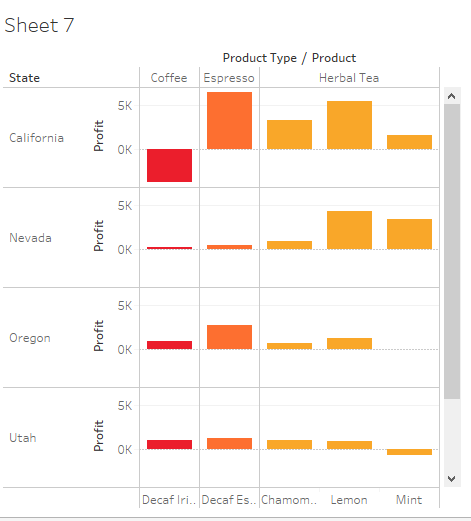 Sheet 7
Product Type / Product
State Coffee Espresso Herbal Tea
California Profit 5K 0K
Nevada Profit 5K 0K
Oregon Profit 5K 0K
Utah Profit 5K 0K
Decaf Iri.. Decaf Es.. Chamom.. Lemon Mint